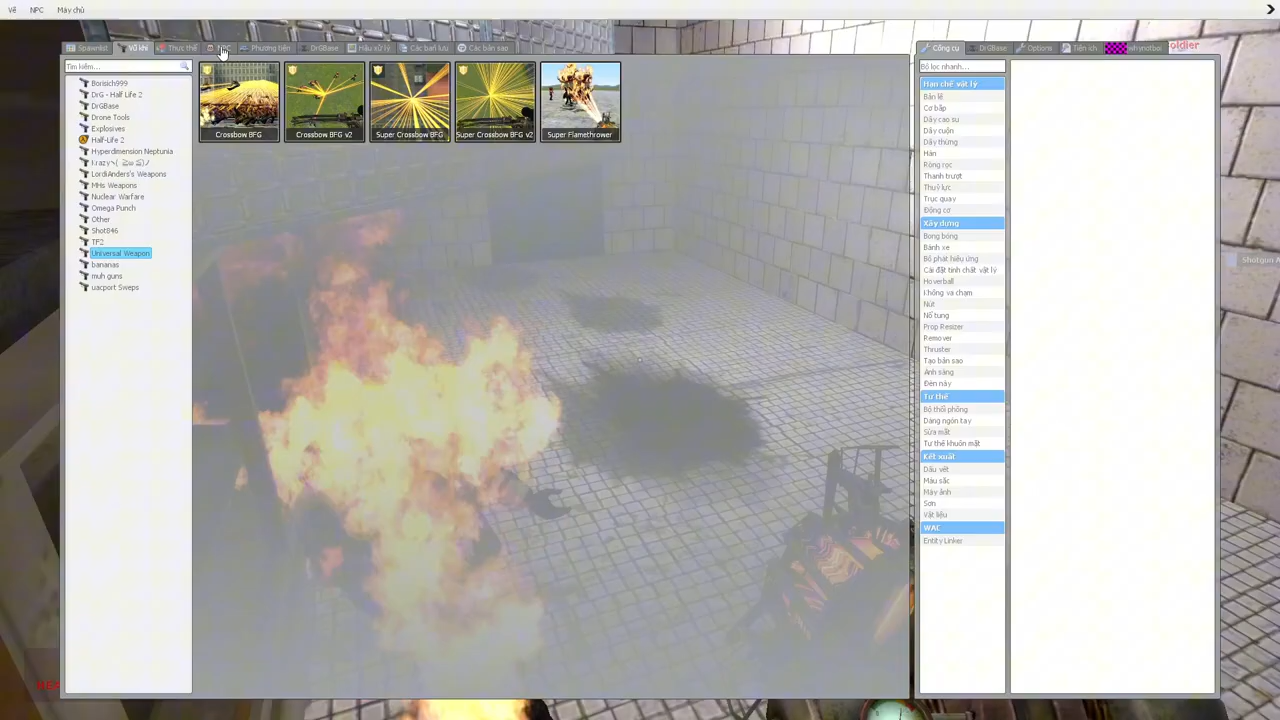 Vẽ NPC Máy chủ
Spawnlist Vũ khí Thực thể NPC Phương tiện DrGBase Hậu xử lý Các bản lưu Các bản sao
Tìm kiếm...
Borisich999
DrG - Half Life 2
DrGBase
Drone Tools
Explosives
Half-Life 2
Hyperdimension Neptunia
LordiAnders's Weapons
MHs Weapons
Nuclear Warfare
Omega Punch
Other
Shot846
TF2
Universal Weapon
bananas
muh guns
uacport Sweps
Crossbow BFG
Crossbow BFG v2
Super Crossbow BFG
Super Crossbow BFG v2
Super Flamethrower
Công cụ DrGBase Options Tiện ích whynotboi
oldier
Bộ lọc nhanh...
Hạn chế vật lý
Bản lề
Cơ bắp
Dây cao su
Dây cuộn
Dây thừng
Hàn
Ròng rọc
Thanh trượt
Thuỷ lực
Trục quay
Động cơ
Xây dựng
Bong bóng
Bánh xe
Bộ phát hiệu ứng
Cài đặt tính chất vật lý
Hoverball
Không va chạm
Nút
Nổ tung
Prop Resizer
Remover
Thruster
Tạo bản sao
Ánh sáng
Đèn này
Tư thế
Bộ thổi phồng
Dáng ngón tay
Sửa mắt
Tư thế khuôn mặt
Kết xuất
Dấu vết
Màu sắc
Máy ảnh
Sơn
Vật liệu
WAC
Entity Linker
Shotgun A